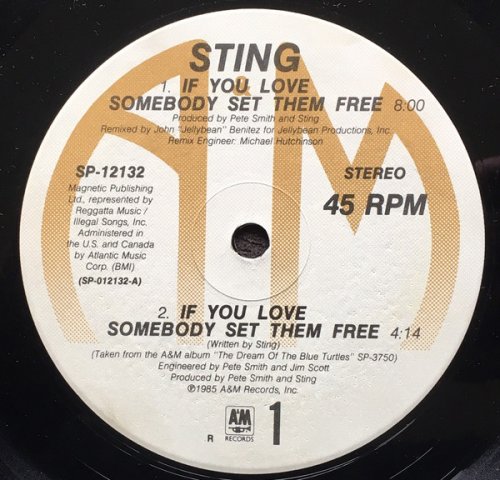 STING
1. IF YOU LOVE
SOMEBODY SET THEM FREE 8:00
Produced by Pete Smith and Sting
Remixed by John "Jellybean" Benitez for Jellybean Productions, Inc.
Remix Engineer: Michael Hutchinson
SP-12132
Magnetic Publishing
Ltd., represented by
Reggatta Music /
Illegal Songs, Inc.
Administered in
the U.S. and Canada
by Atlantic Music
Corp. (BMI)
(SP-012132-A)
STEREO
45 RPM
2. IF YOU LOVE
SOMEBODY SET THEM FREE 4:14
(Written by Sting)
(Taken from the A&M album "The Dream Of The Blue Turtles" SP-3750)
Engineered by Pete Smith and Jim Scott
Produced by Pete Smith and Sting
℗1985 A&M Records, Inc.
R
A&M
RECORDS
1